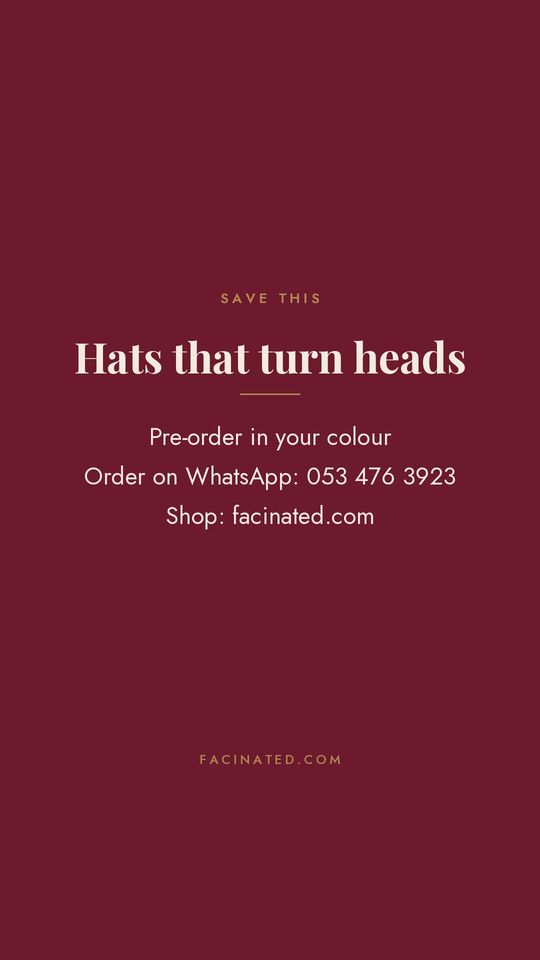 SAVE THIS
Hats that turn heads
Pre-order in your colour
Order on WhatsApp: 053 476 3923
Shop: facinated.com
FACINATED.COM